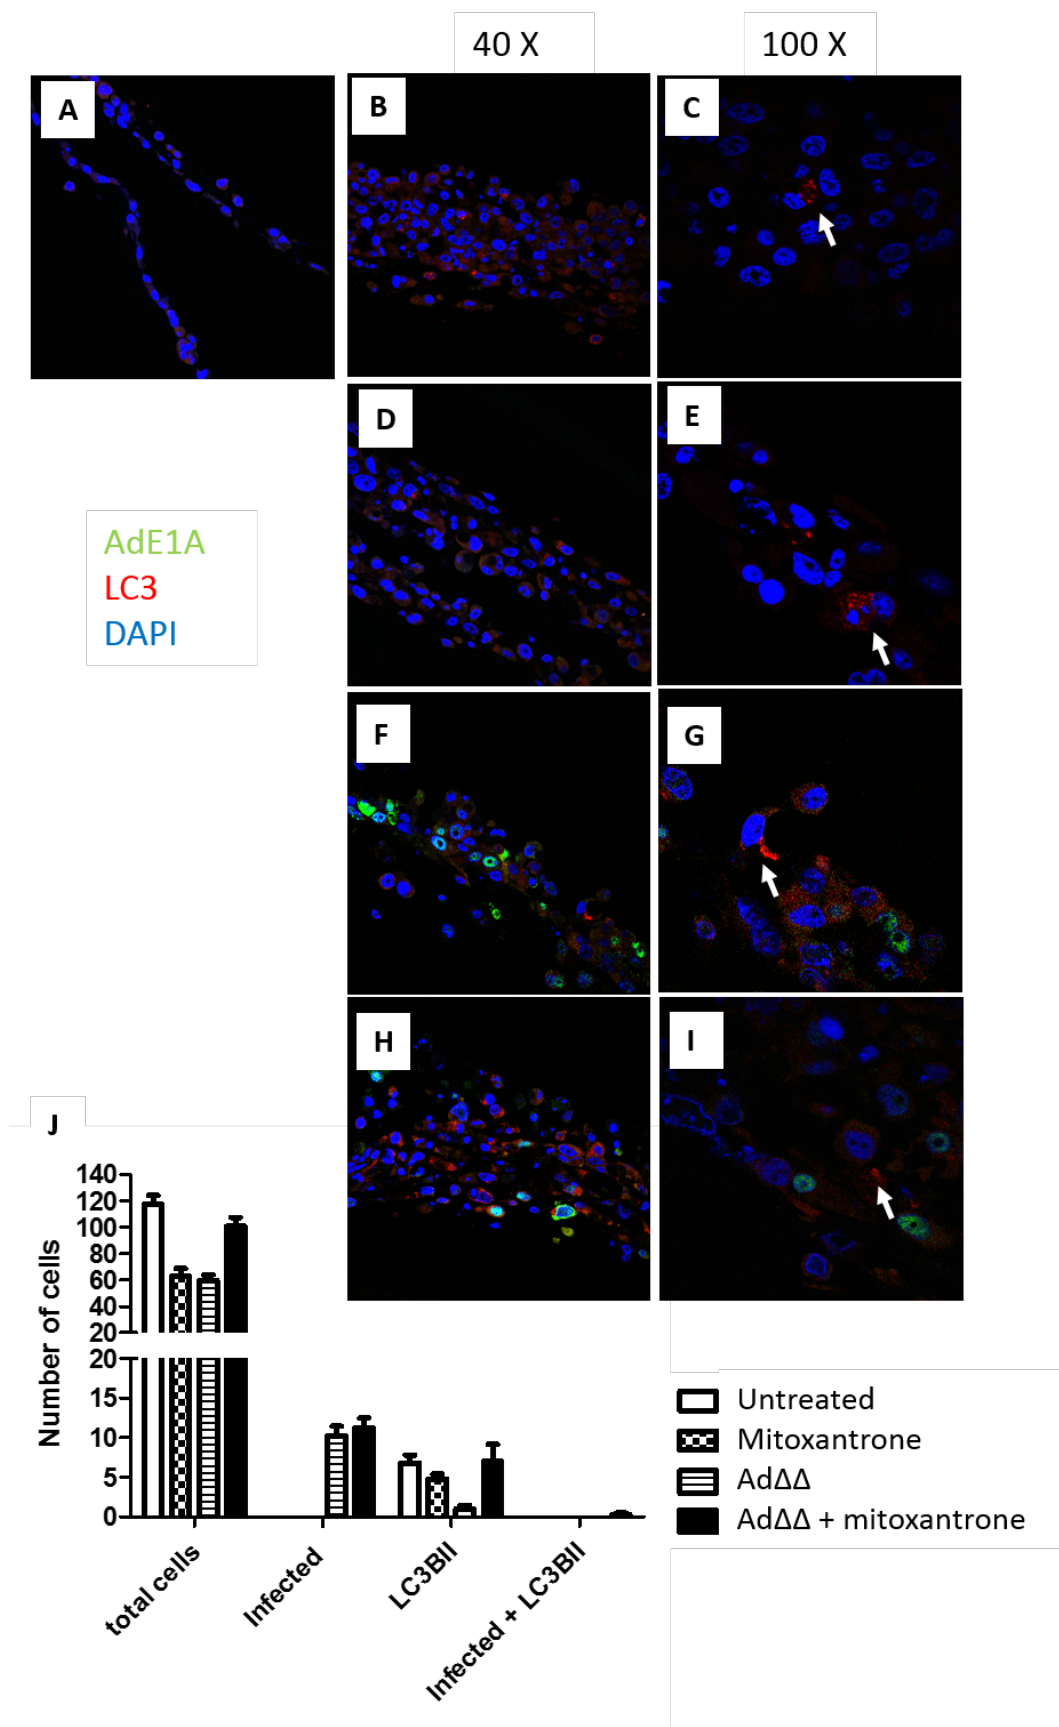 40 X
100 X
A
B
C
D
E
AdE1A
LC3
DAPI
F
G
H
I
J
140
120
100
80
60
40
20
20
15
10
5
0
Number of cells
total cells
Infected
LC3BII
Infected + LC3BII
Untreated
Mitoxantrone
AdΔΔ
AdΔΔ + mitoxantrone